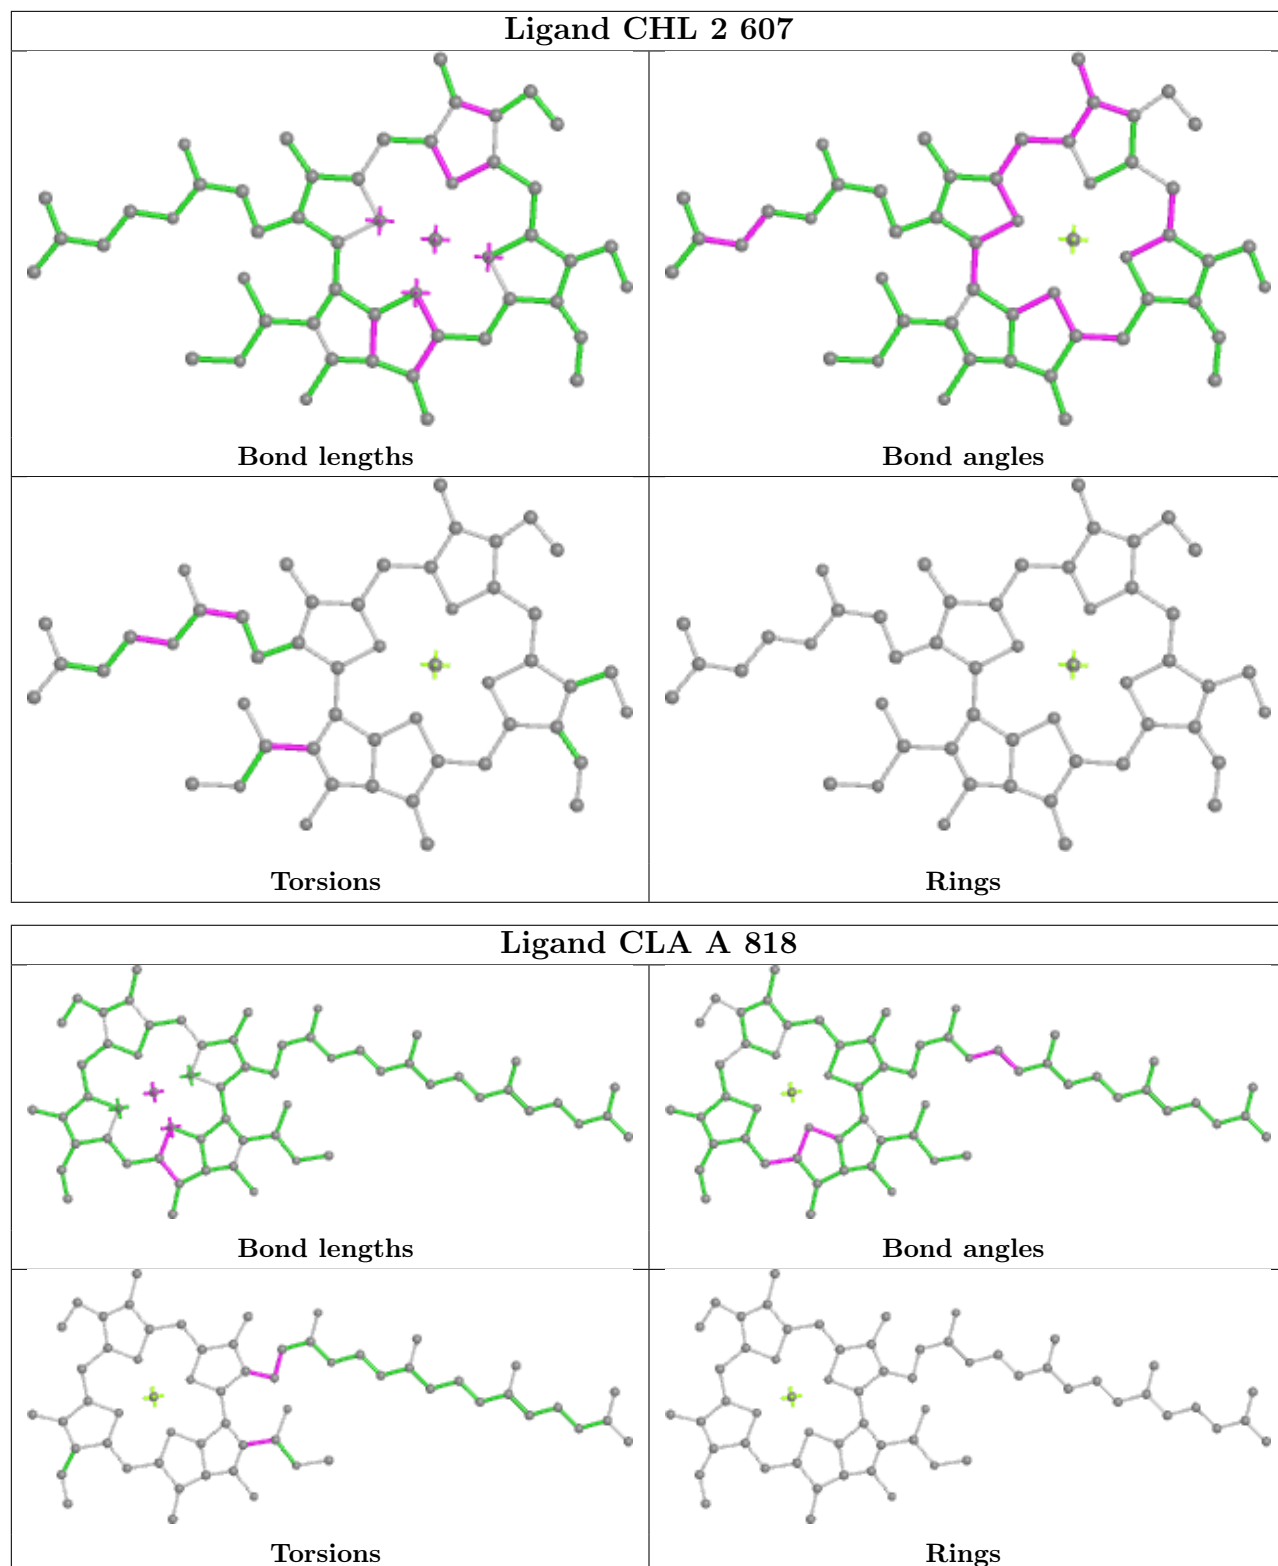 Ligand CHL 2 607
Bond lengths
Bond angles
Torsions
Rings
Ligand CLA A 818
Bond lengths
Bond angles
Torsions
Rings